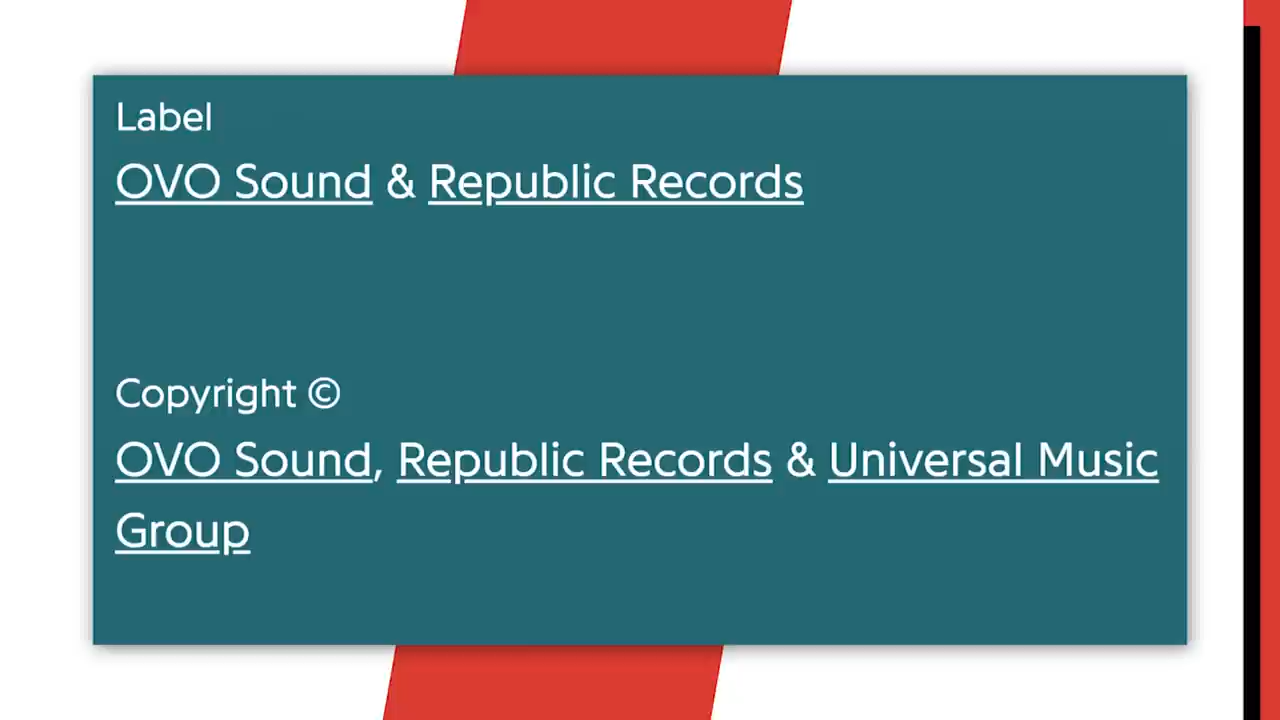 Label
OVO Sound & Republic Records
Copyright ©
OVO Sound, Republic Records & Universal Music
Group